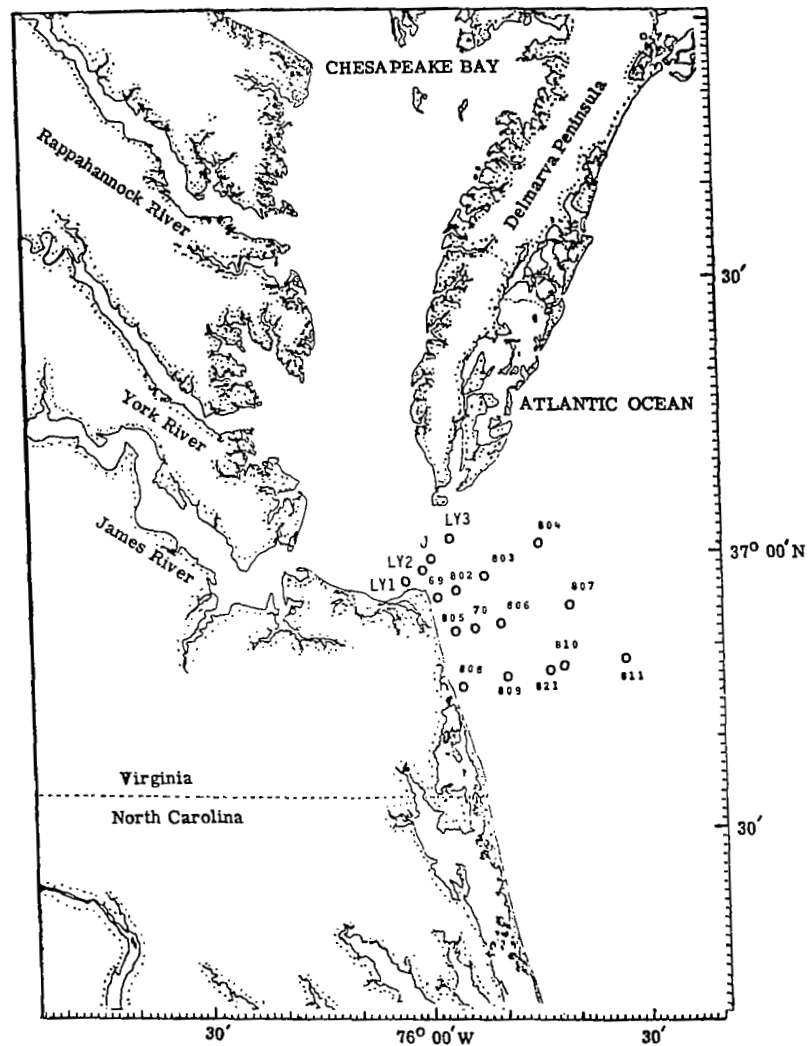 CHESAPEAKE BAY
Delmarva Peninsula
Rappahannock River
30'
York River
ATLANTIC OCEAN
James River
LY3
804
J
37° 00' N
LY2
803
LY1
69
802
807
805
70
806
810
808
809
821
811
Virginia
North Carolina
30'
30'
76° 00' W
30'